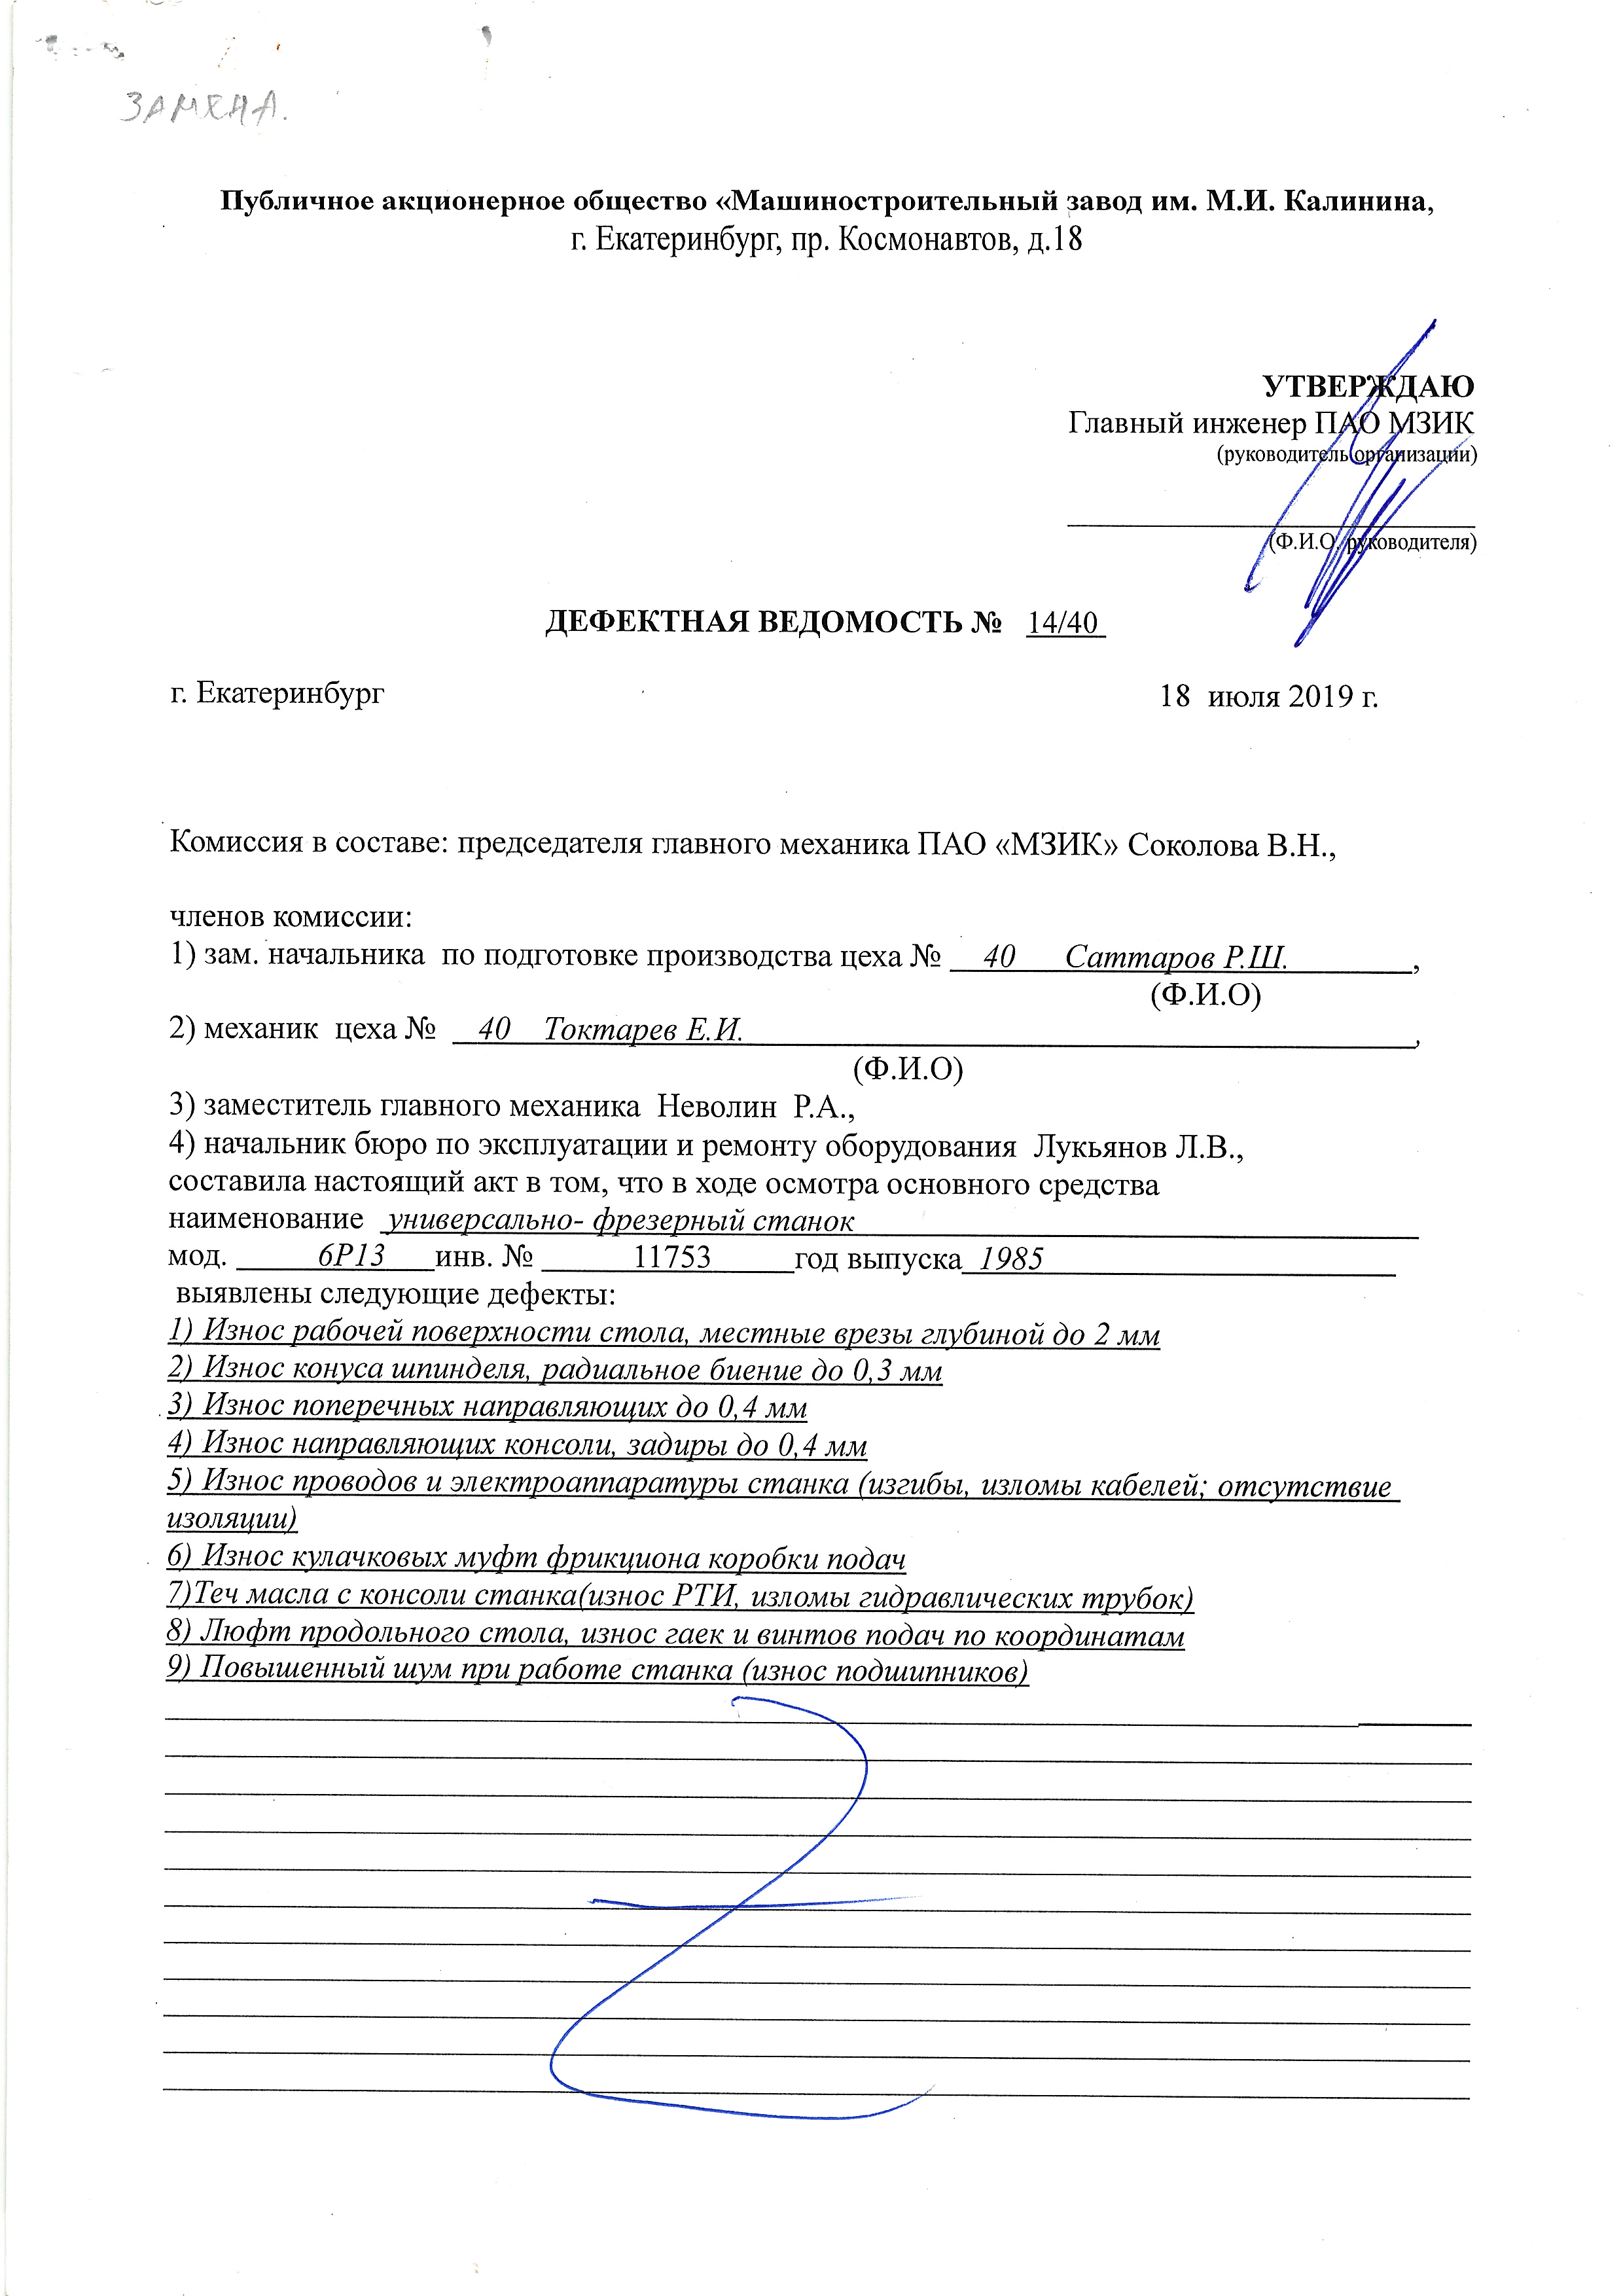 ЗАМЕНА.
Публичное акционерное общество «Машиностроительный завод им. М.И. Калинина,
г. Екатеринбург, пр. Космонавтов, д.18
УТВЕРЖДАЮ
Главный инженер ПАО МЗИК
(руководитель организации)
(Ф.И.О. руководителя)
ДЕФЕКТНАЯ ВЕДОМОСТЬ № 14/40
г. Екатеринбург 18 июля 2019 г.
Комиссия в составе: председателя главного механика ПАО «МЗИК» Соколова В.Н.,
членов комиссии:
1) зам. начальника по подготовке производства цеха № 40 Саттаров Р.Ш. ,
(Ф.И.О)
2) механик цеха № 40 Токтарев Е.И. ,
(Ф.И.О)
3) заместитель главного механика Неволин Р.А.,
4) начальник бюро по эксплуатации и ремонту оборудования Лукьянов Л.В.,
составила настоящий акт в том, что в ходе осмотра основного средства
наименование универсально- фрезерный станок
мод. 6Р13 инв. № 11753 год выпуска 1985
выявлены следующие дефекты:
1) Износ рабочей поверхности стола, местные врезы глубиной до 2 мм
2) Износ конуса шпинделя, радиальное биение до 0,3 мм
3) Износ поперечных направляющих до 0,4 мм
4) Износ направляющих консоли, задиры до 0,4 мм
5) Износ проводов и электроаппаратуры станка (изгибы, изломы кабелей; отсутствие
изоляции)
6) Износ кулачковых муфт фрикциона коробки подач
7)Теч масла с консоли станка(износ РТИ, изломы гидравлических трубок)
8) Люфт продольного стола, износ гаек и винтов подач по координатам
9) Повышенный шум при работе станка (износ подшипников)